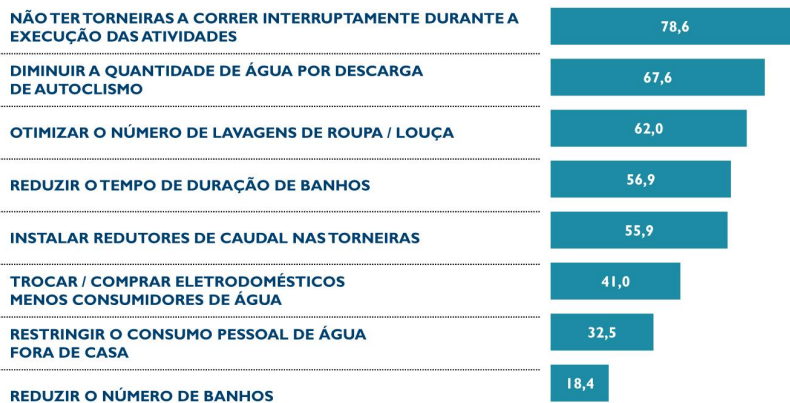 NÃO TER TORNEIRAS A CORRER INTERRUPTAMENTE DURANTE A
EXECUÇÃO DAS ATIVIDADES
78,6
DIMINUIR A QUANTIDADE DE ÁGUA POR DESCARGA
DE AUTOCLISMO
67,6
OTIMIZAR O NÚMERO DE LAVAGENS DE ROUPA / LOUÇA
62,0
REDUZIR O TEMPO DE DURAÇÃO DE BANHOS
56,9
INSTALAR REDUTORES DE CAUDAL NAS TORNEIRAS
55,9
TROCAR / COMPRAR ELETRODOMÉSTICOS
MENOS CONSUMIDORES DE ÁGUA
41,0
RESTRINGIR O CONSUMO PESSOAL DE ÁGUA
FORA DE CASA
32,5
REDUZIR O NÚMERO DE BANHOS
18,4